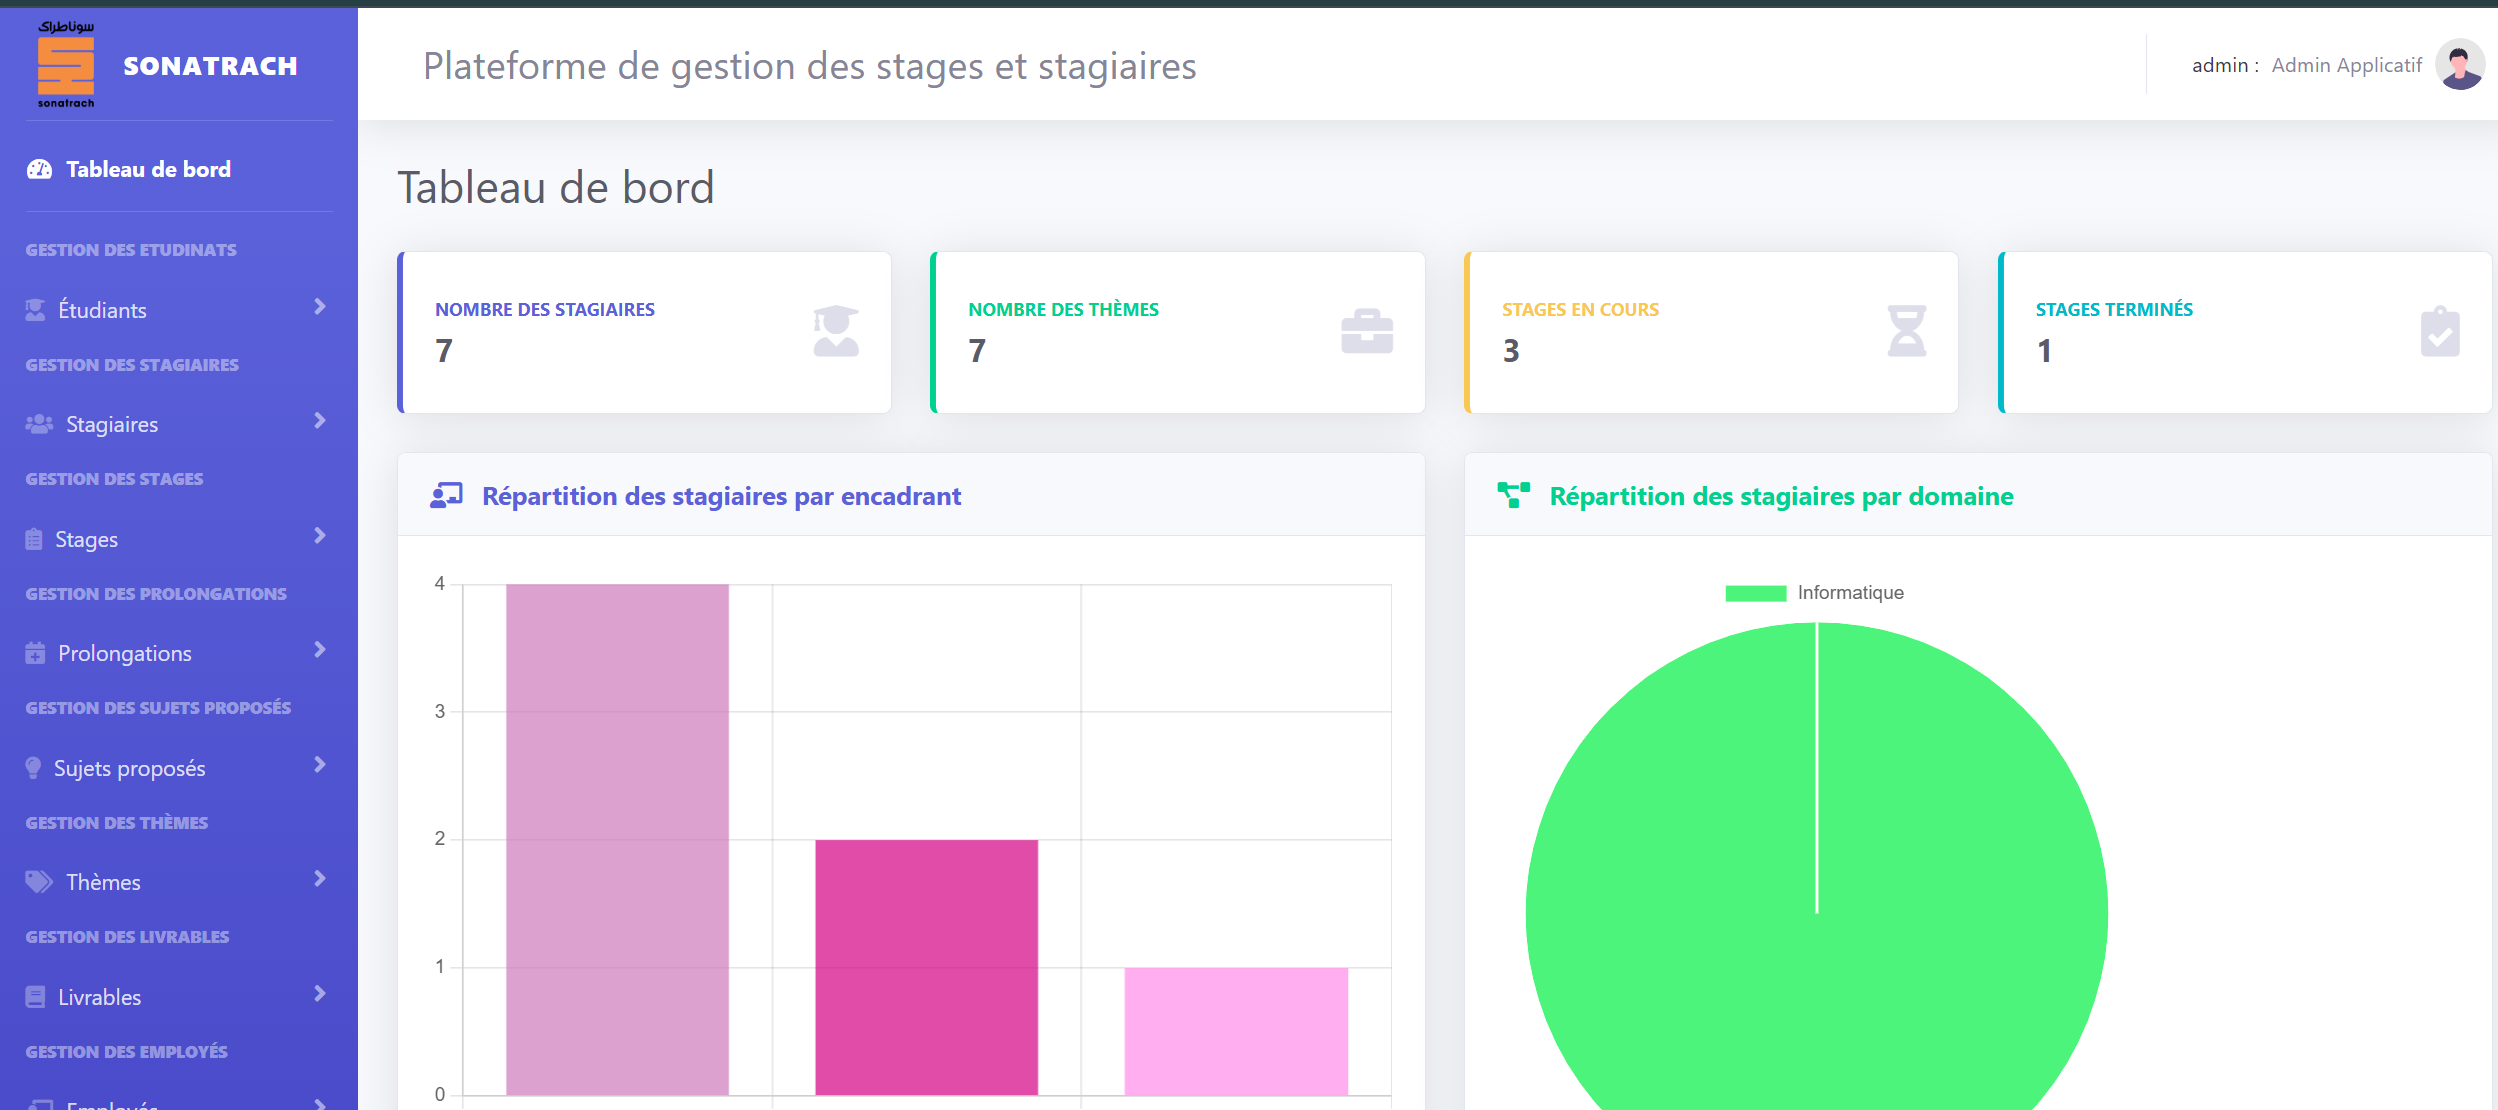 سوناطراك
sonatrach
SONATRACH
Plateforme de gestion des stages et stagiaires
admin : Admin Applicatif
Tableau de bord
GESTION DES ETUDINATS
Étudiants
GESTION DES STAGIAIRES
Stagiaires
GESTION DES STAGES
Stages
GESTION DES PROLONGATIONS
Prolongations
GESTION DES SUJETS PROPOSÉS
Sujets proposés
GESTION DES THÈMES
Thèmes
GESTION DES LIVRABLES
Livrables
GESTION DES EMPLOYÉS
Employés
Tableau de bord
NOMBRE DES STAGIAIRES
7
NOMBRE DES THÈMES
7
STAGES EN COURS
3
STAGES TERMINÉS
1
Répartition des stagiaires par encadrant
4
3
2
1
0
Répartition des stagiaires par domaine
Informatique